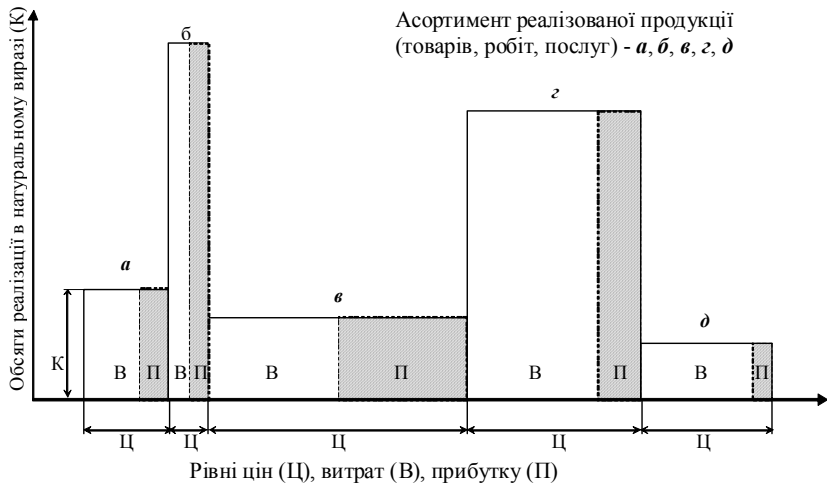 Обсяги реалізації в натуральному виразі (К)
Асортимент реалізованої продукції
(товарів, робіт, послуг) - а, б, в, г, д
б
г
а
в
д
К
В П В П В П В П В П
Ц Ц Ц Ц Ц
Рівні цін (Ц), витрат (В), прибутку (П)